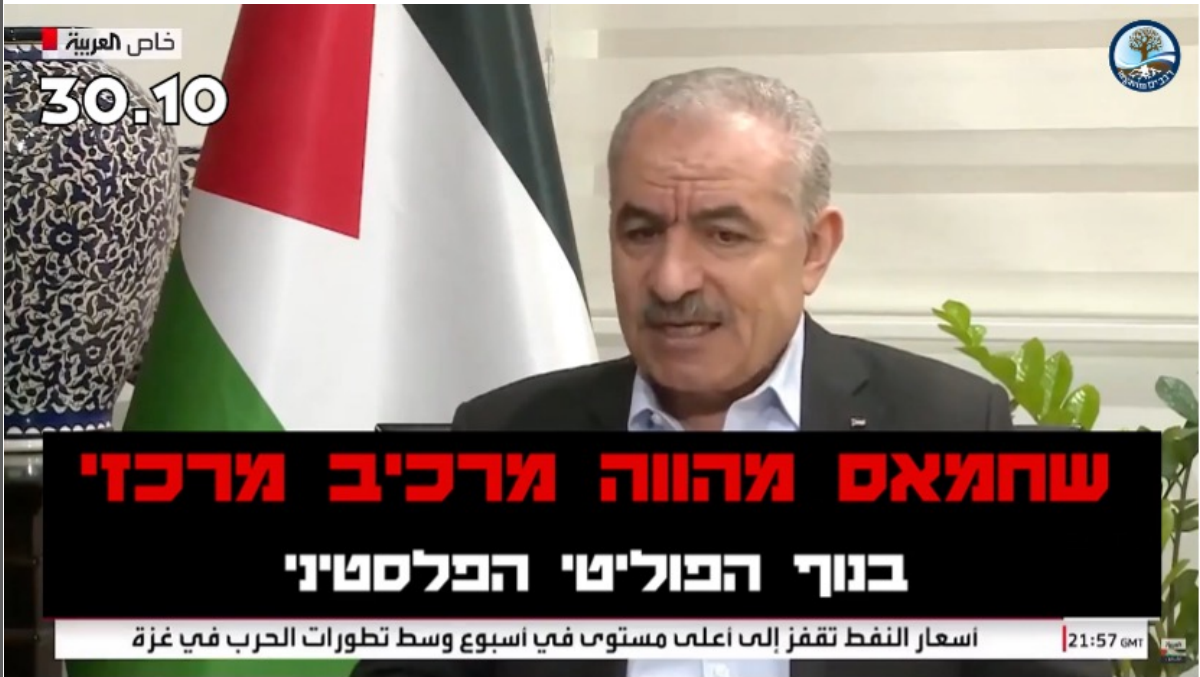 خاص العربية
30.10
שחמאס מהווה מרכיב מרכזי
בנוף הפוליטי הפלסטיני
أسعار النفط تقفز إلى أعلى مستوى في أسبوع وسط تطورات الحرب في غزة
21:57 GMT
العربية